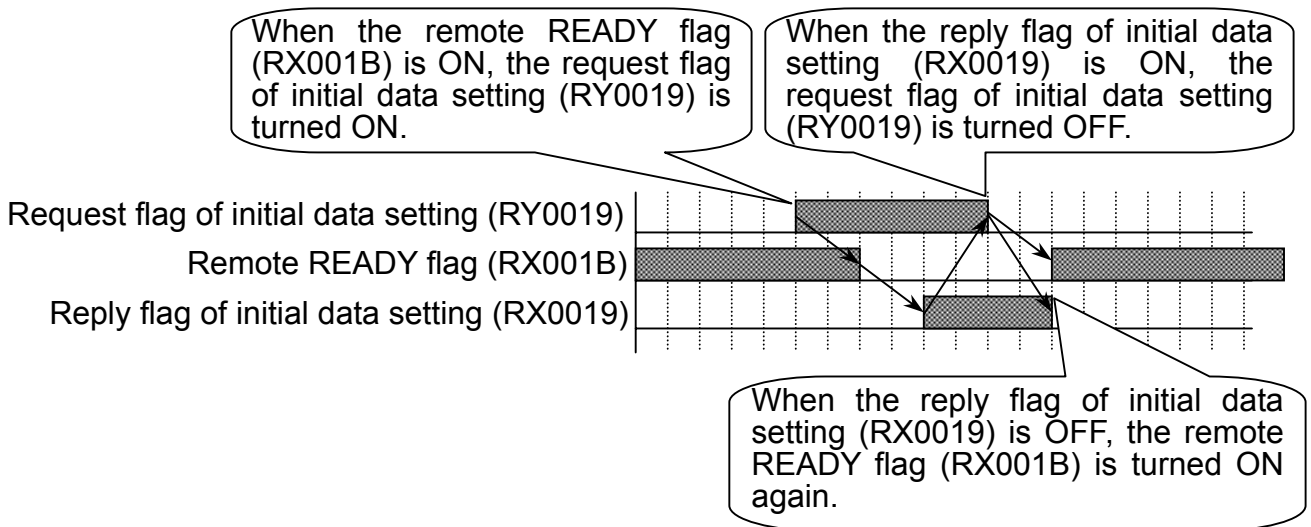 When the remote READY flag
(RX001B) is ON, the request flag
of initial data setting (RY0019) is
turned ON.
When the reply flag of initial data
setting (RX0019) is ON, the
request flag of initial data setting
(RY0019) is turned OFF.
Request flag of initial data setting (RY0019)
Remote READY flag (RX001B)
Reply flag of initial data setting (RX0019)
When the reply flag of initial data
setting (RX0019) is OFF, the remote
READY flag (RX001B) is turned ON
again.